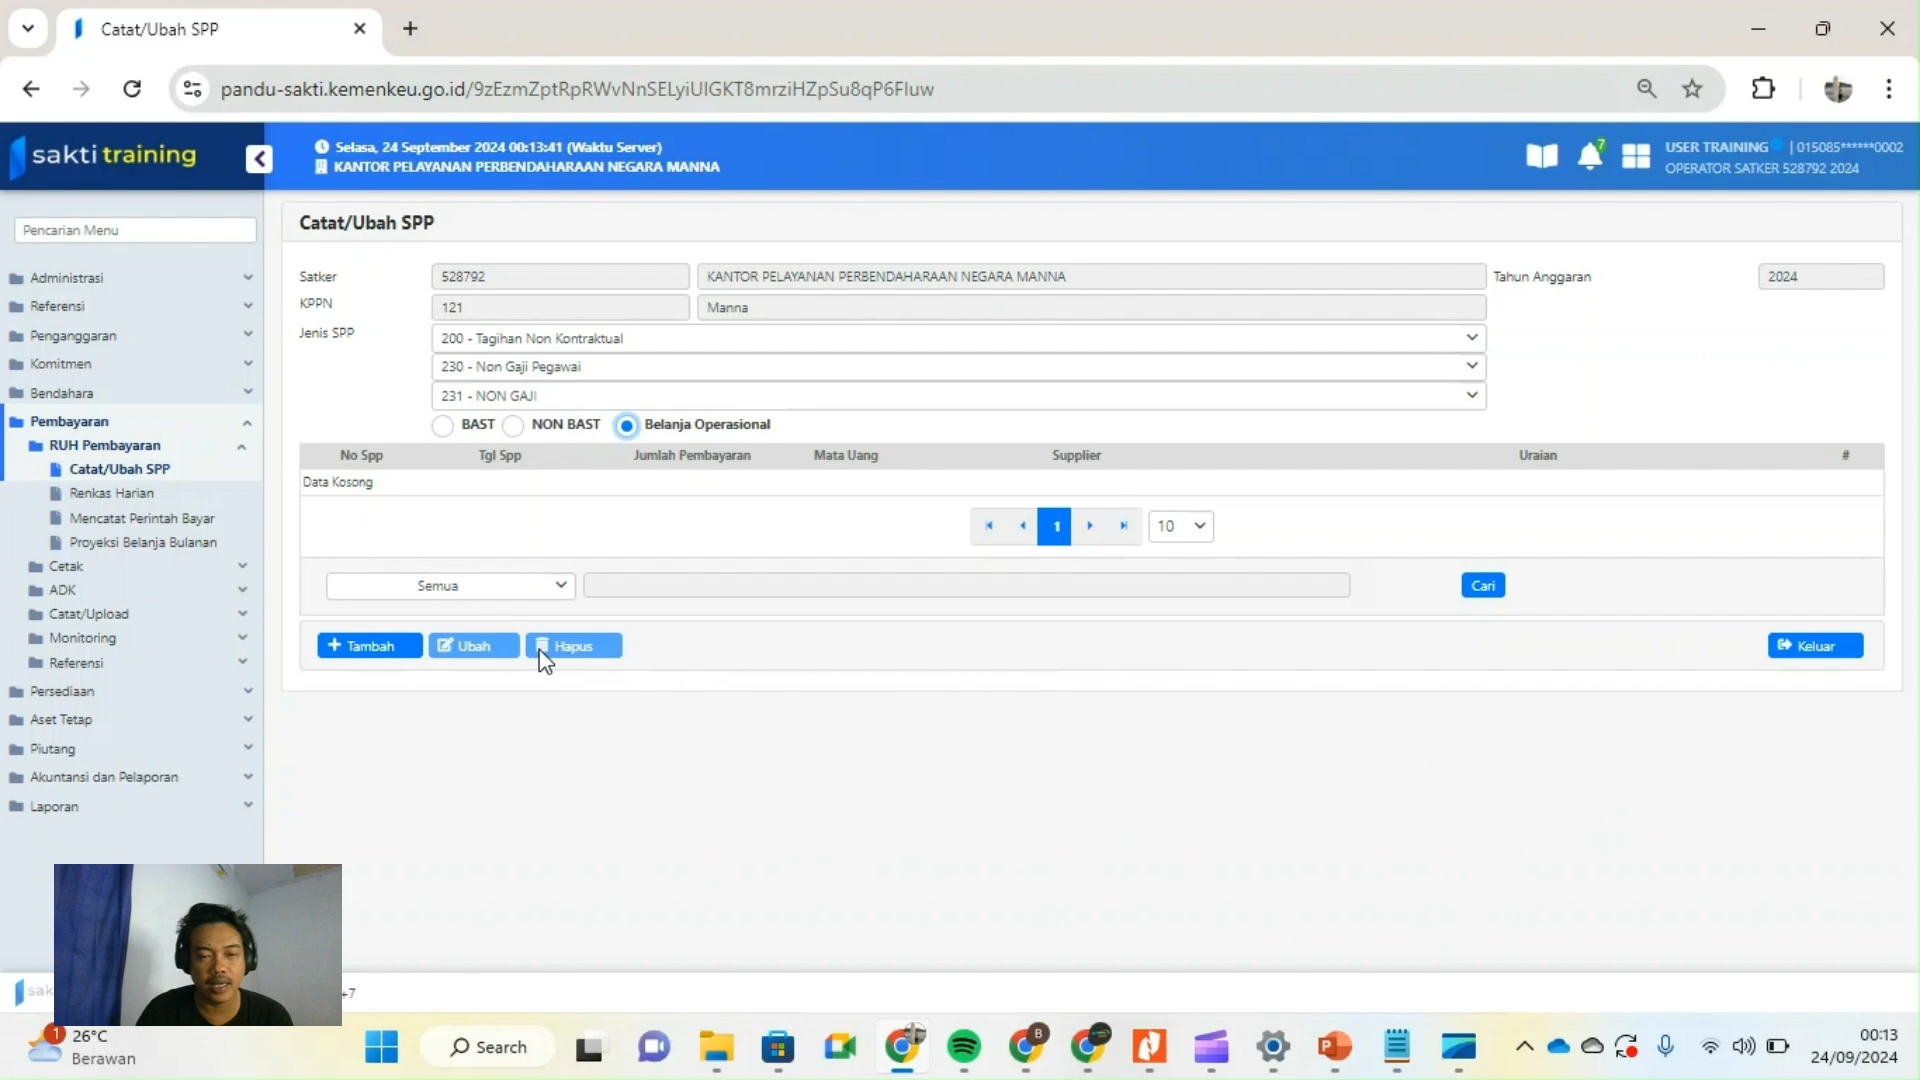 Catat/Ubah SPP
pandu-sakti.kemenkeu.go.id/9zEzmZptRpRWvNnSELyiUIGKT8mrziHZpSu8qP6FIuw
sakti training
Selasa, 24 September 2024 00:13:41 (Waktu Server)
KANTOR PELAYANAN PERBENDAHARAAN NEGARA MANNA
7
USER TRAINING | 015085******0002
OPERATOR SATKER 528792 2024
Pencarian Menu
Administrasi
Referensi
Penganggaran
Komitmen
Bendahara
Pembayaran
RUH Pembayaran
Catat/Ubah SPP
Renkas Harian
Mencatat Perintah Bayar
Proyeksi Belanja Bulanan
Cetak
ADK
Catat/Upload
Monitoring
Referensi
Persediaan
Aset Tetap
Piutang
Akuntansi dan Pelaporan
Laporan
Catat/Ubah SPP
Satker 528792 KANTOR PELAYANAN PERBENDAHARAAN NEGARA MANNA Tahun Anggaran 2024
KPPN 121 Manna
Jenis SPP 200 - Tagihan Non Kontraktual
230 - Non Gaji Pegawai
231 - NON GAJI
BAST NON BAST Belanja Operasional
No Spp Tgl Spp Jumlah Pembayaran Mata Uang Supplier Uraian #
Data Kosong
1 10
Semua Cari
Tambah Ubah Hapus Keluar
sak +7
1 26°C
Berawan
Search
B
00:13
24/09/2024